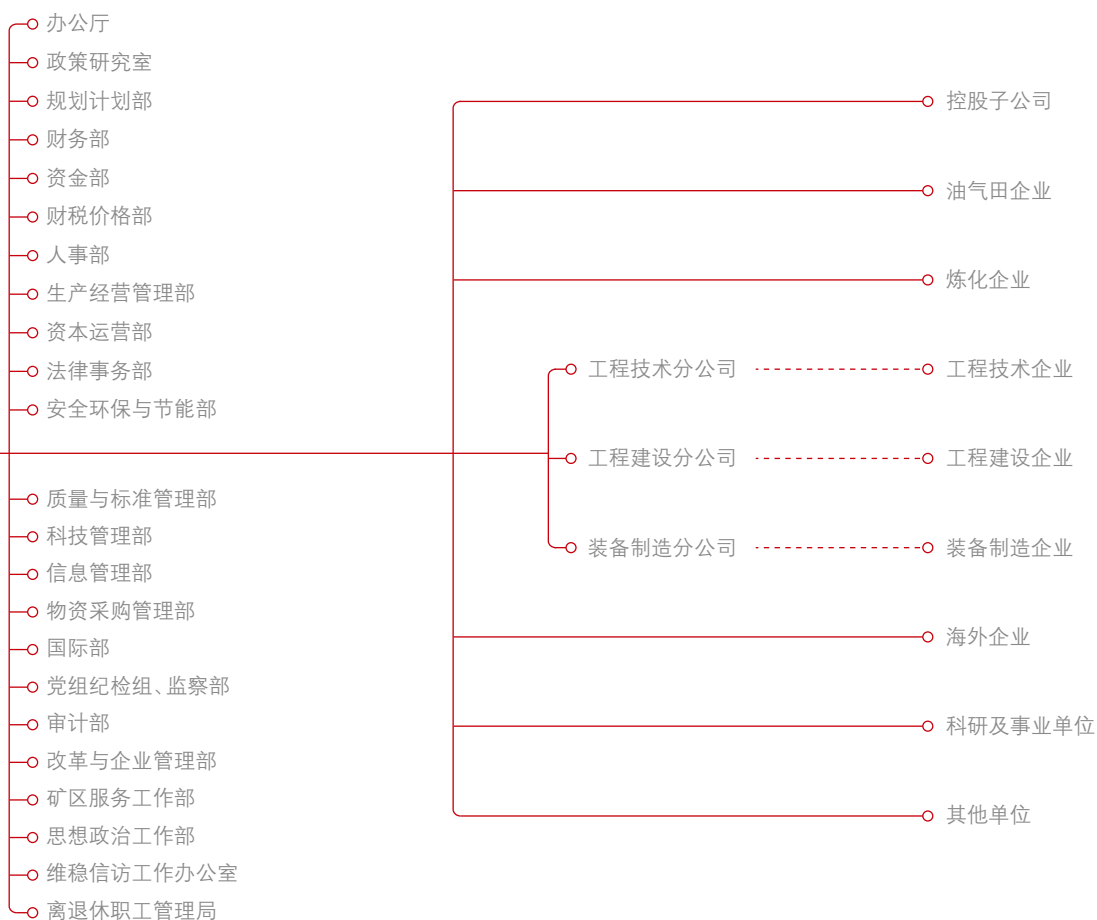 办公厅
政策研究室
规划计划部
财务部
资金部
财税价格部
人事部
生产经营管理部
资本运营部
法律事务部
安全环保与节能部
质量与标准管理部
科技管理部
信息管理部
物资采购管理部
国际部
党组纪检组、监察部
审计部
改革与企业管理部
矿区服务工作部
思想政治工作部
维稳信访工作办公室
离退休职工管理局
工程技术分公司
工程建设分公司
装备制造分公司
控股子公司
油气田企业
炼化企业
工程技术企业
工程建设企业
装备制造企业
海外企业
科研及事业单位
其他单位